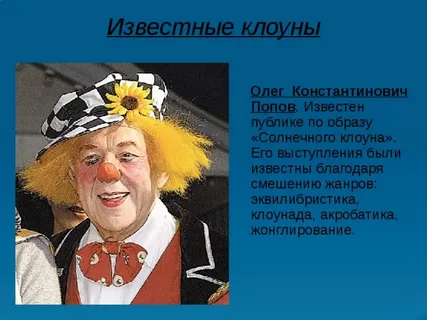 Известные клоуны
Олег Константинович
Попов. Известен
публике по образу
«Солнечного клоуна».
Его выступления были
известны благодаря
смешению жанров:
эквилибристика,
клоунада, акробатика,
жонглирование.